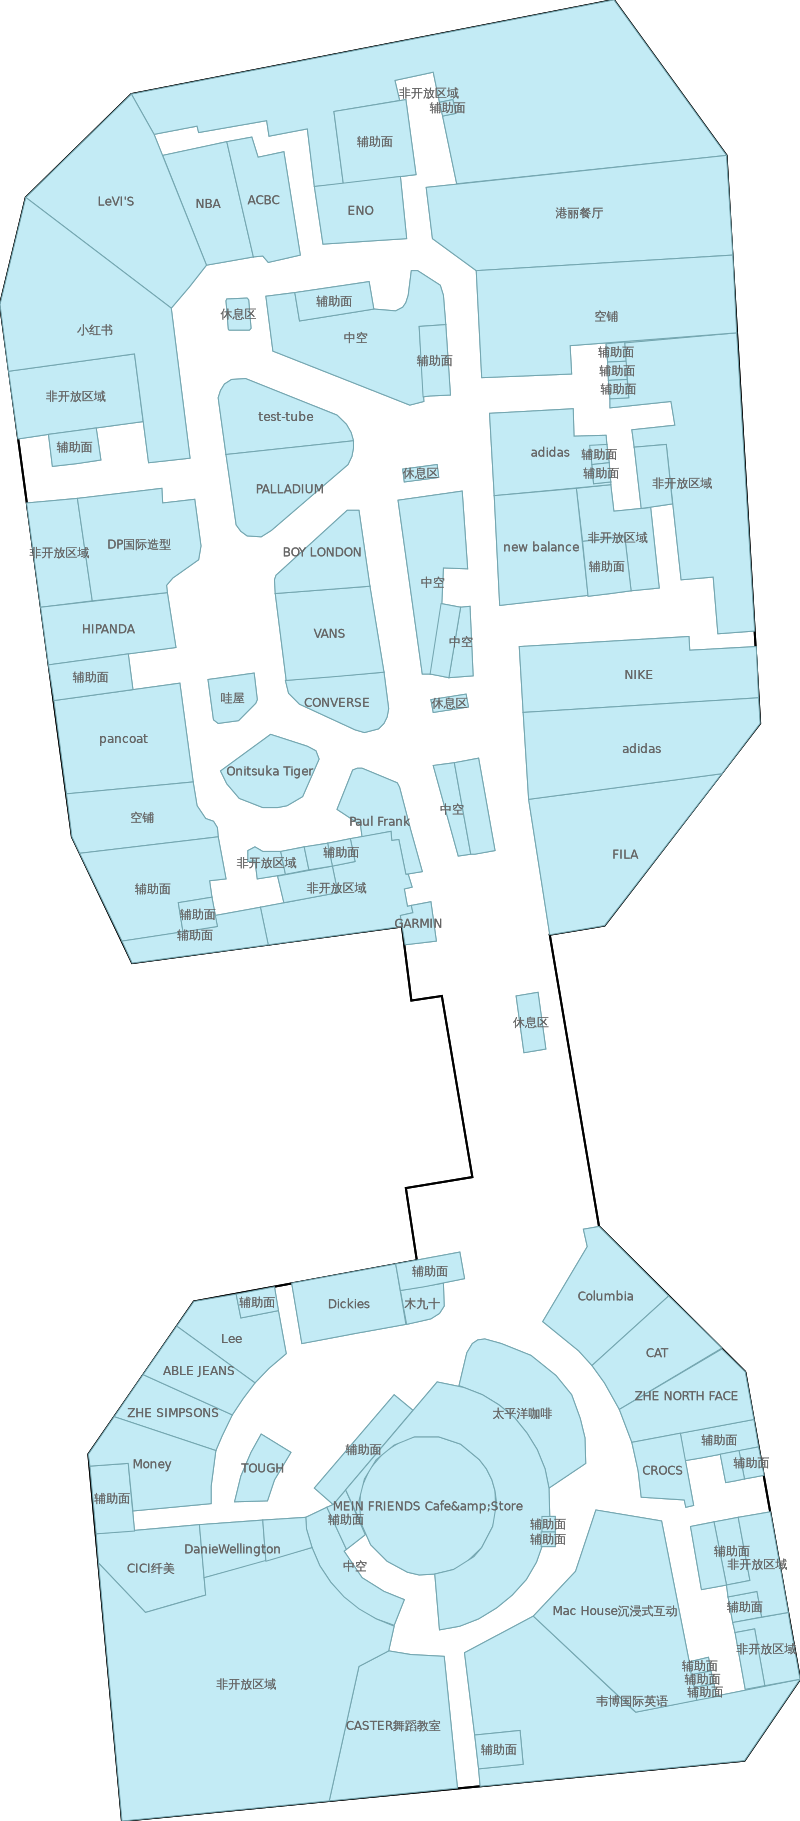 非开放区域
辅助面
辅助面
LeVI'S
NBA
ACBC
ENO
港丽餐厅
休息区
辅助面
中空
空铺
小红书
辅助面
辅助面
辅助面
辅助面
非开放区域
test-tube
辅助面
adidas
辅助面
休息区
辅助面
PALLADIUM
非开放区域
非开放区域
DP国际造型
BOY LONDON
中空
new balance
非开放区域
辅助面
HIPANDA
VANS
中空
NIKE
辅助面
哇屋
CONVERSE
休息区
pancoat
adidas
Onitsuka Tiger
空铺
Paul Frank
中空
非开放区域
辅助面
FILA
辅助面
非开放区域
辅助面
辅助面
GARMIN
休息区
辅助面
辅助面
Dickies
木九十
Columbia
Lee
CAT
ABLE JEANS
ZHE NORTH FACE
ZHE SIMPSONS
太平洋咖啡
辅助面
辅助面
Money
TOUGH
CROCS
辅助面
辅助面
MEIN FRIENDS Cafe&amp;Store
辅助面
辅助面
辅助面
DanieWellington
辅助面
CICI纤美
中空
非开放区域
Mac House沉浸式互动
辅助面
非开放区域
辅助面
辅助面
辅助面
非开放区域
韦博国际英语
CASTER舞蹈教室
辅助面